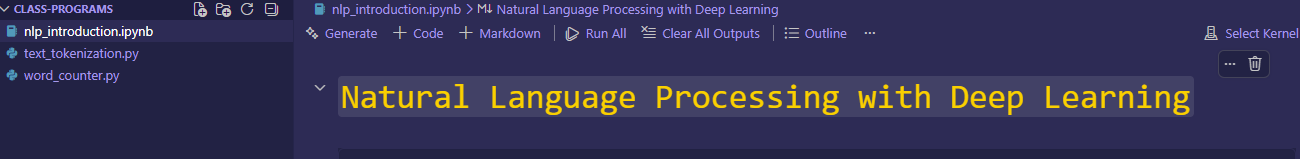 CLASS-PROGRAMS
nlp_introduction.ipynb
text_tokenization.py
word_counter.py
nlp_introduction.ipynb > M↓ Natural Language Processing with Deep Learning
Generate + Code + Markdown Run All Clear All Outputs Outline ... Select Kernel
Natural Language Processing with Deep Learning